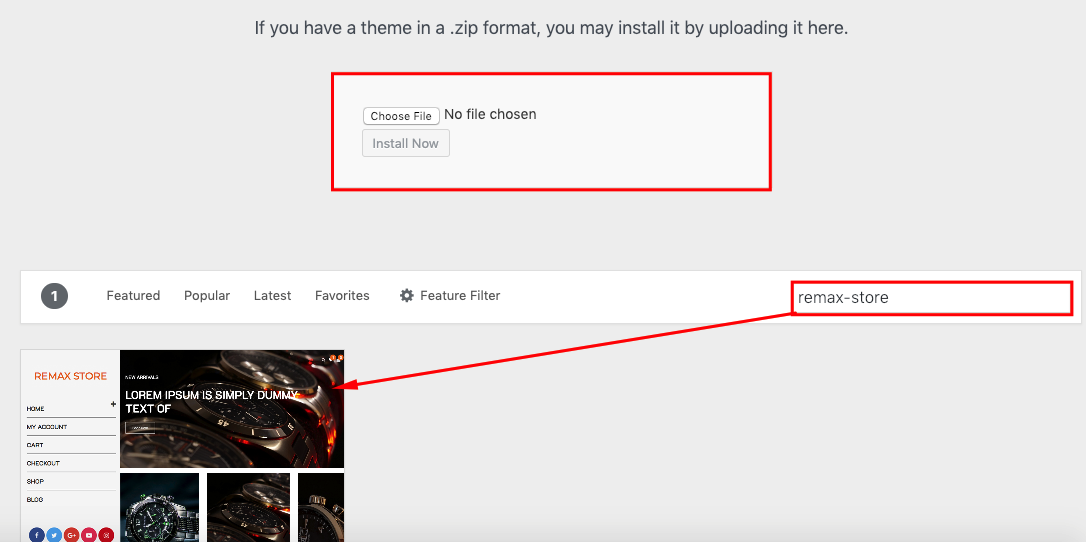 If you have a theme in a .zip format, you may install it by uploading it here.
Choose File No file chosen
Install Now
1 Featured Popular Latest Favorites Feature Filter remax-store
REMAX STORE
HOME
MY ACCOUNT
CART
CHECKOUT
SHOP
BLOG
NEW ARRIVALS
LOREM IPSUM IS SIMPLY DUMMY
TEXT OF